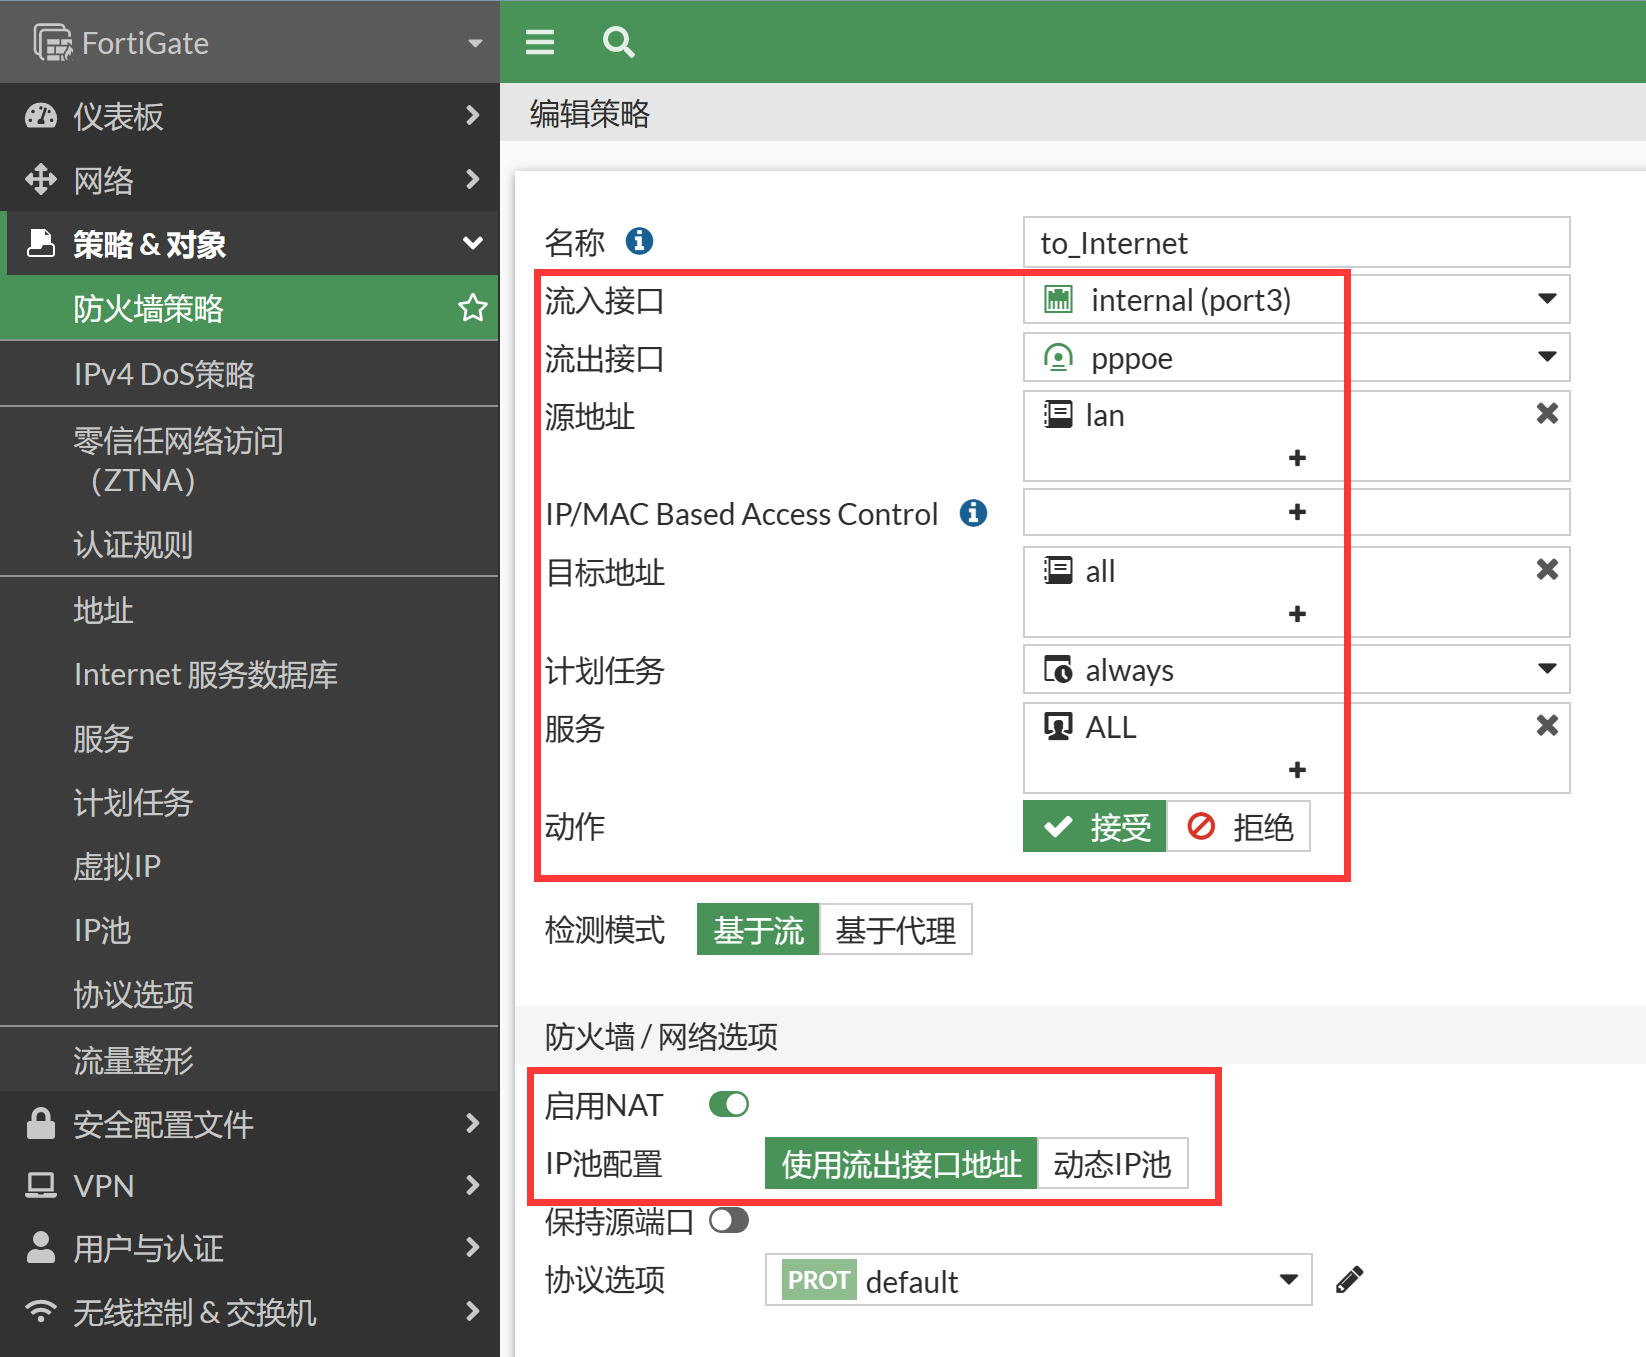 FortiGate
仪表板
网络
策略 & 对象
防火墙策略
IPv4 DoS策略
零信任网络访问
（ZTNA）
认证规则
地址
Internet 服务数据库
服务
计划任务
虚拟IP
IP池
协议选项
流量整形
安全配置文件
VPN
用户与认证
无线控制 & 交换机
编辑策略
名称 to_Internet
流入接口 internal (port3)
流出接口 pppoe
源地址 lan
IP/MAC Based Access Control
目标地址 all
计划任务 always
服务 ALL
动作 接受 拒绝
检测模式 基于流 基于代理
防火墙 / 网络选项
启用NAT
IP池配置 使用流出接口地址 动态IP池
保持源端口
协议选项 PROT default